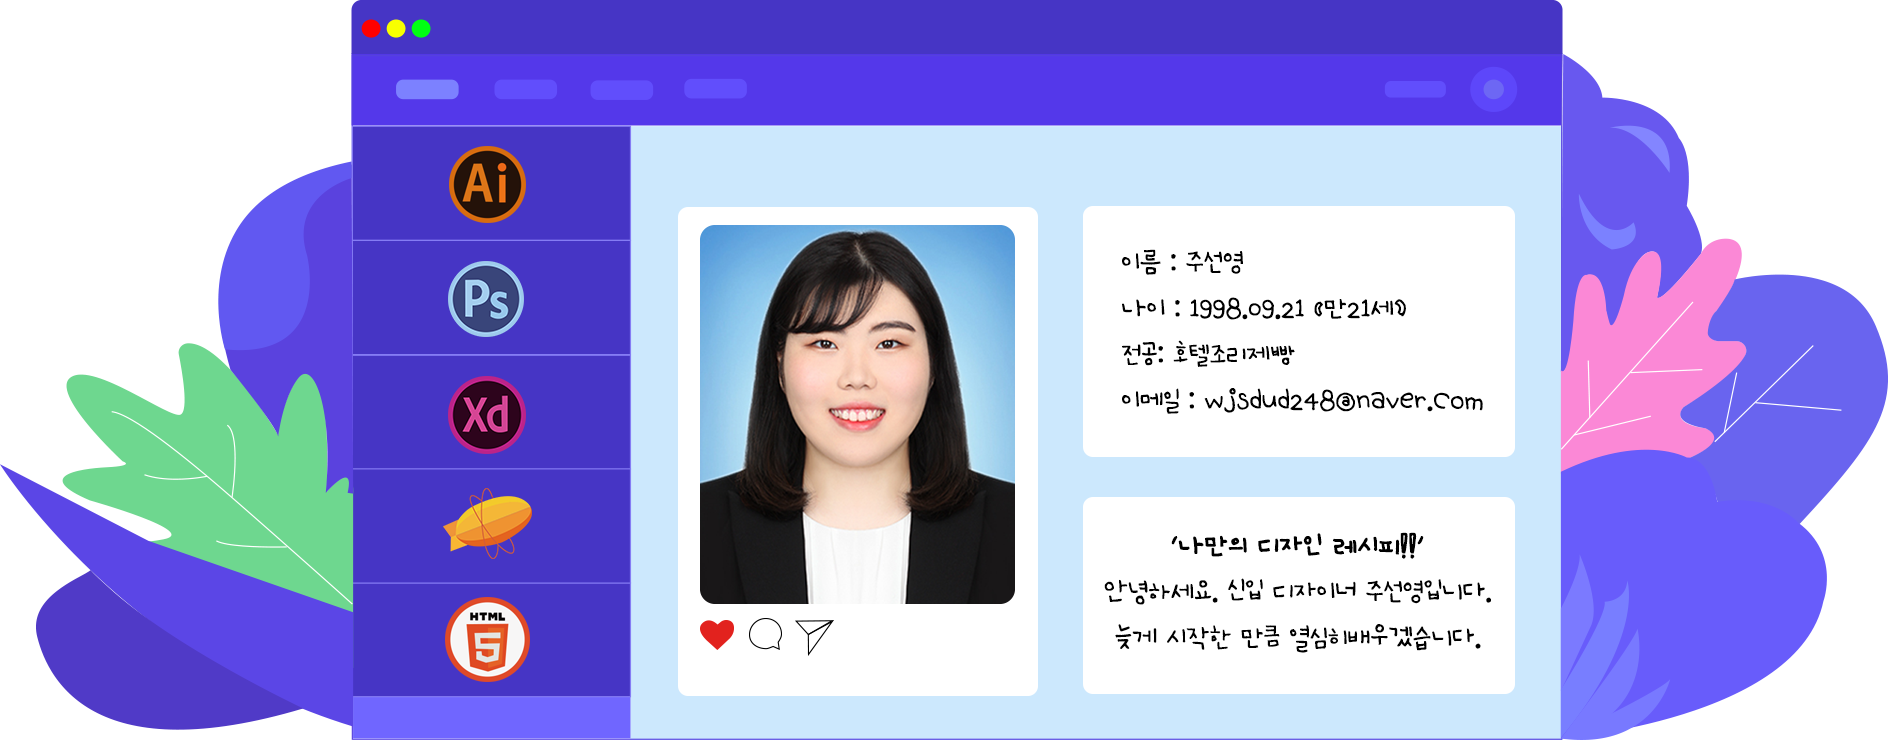 Ai
Ps
Xd
HTML
5
이름 : 주선영
나이 : 1998.09.21 (만21세)
전공: 호텔조리제빵
이메일 : wjsdud248@naver.com
'나만의 디자인 레시피!!'
안녕하세요. 신입 디자이너 주선영입니다.
늦게 시작한 만큼 열심히배우겠습니다.